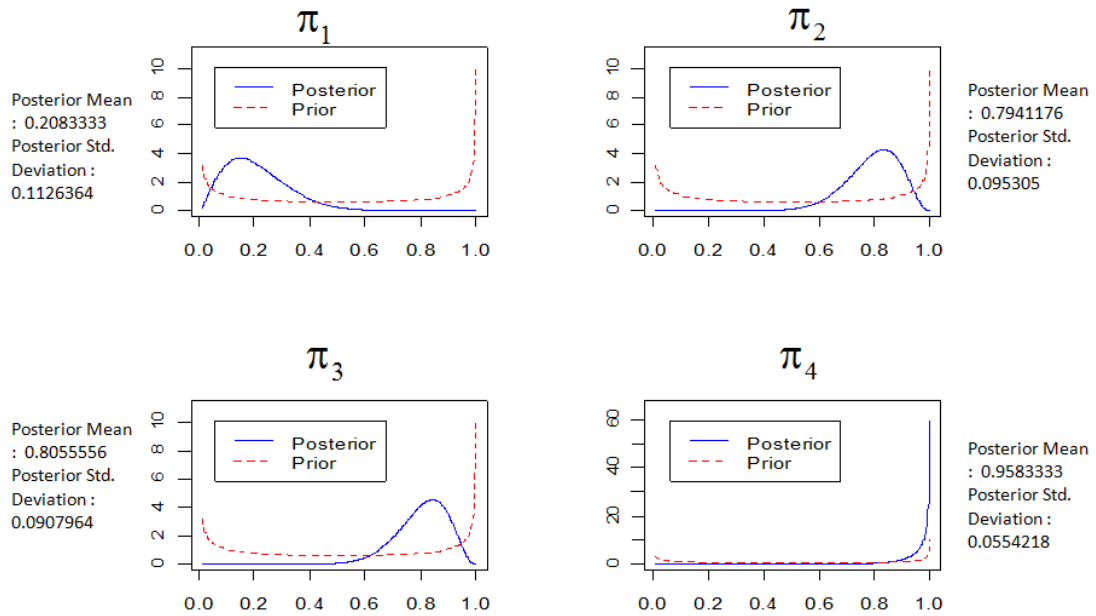 π1
Posterior Mean
: 0.2083333
Posterior Std.
Deviation :
0.1126364
10
8
6
4
2
0
Posterior
Prior
0.0 0.2 0.4 0.6 0.8 1.0
π2
10
8
6
4
2
0
Posterior
Prior
0.0 0.2 0.4 0.6 0.8 1.0
Posterior Mean
: 0.7941176
Posterior Std.
Deviation :
0.095305
π3
Posterior Mean
: 0.8055556
Posterior Std.
Deviation :
0.0907964
10
8
6
4
2
0
Posterior
Prior
0.0 0.2 0.4 0.6 0.8 1.0
π4
60
40
20
0
Posterior
Prior
0.0 0.2 0.4 0.6 0.8 1.0
Posterior Mean
: 0.9583333
Posterior Std.
Deviation :
0.0554218